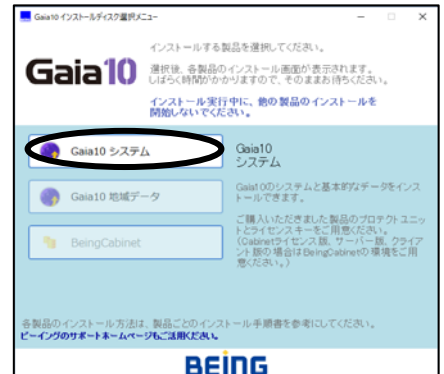 Gaia10 インストールディスク選択メニュー
インストールする製品を選択してください。
Gaia10
選択後、各製品のインストール画面が表示されます。
しばらく時間がかかりますので、そのままお待ちください。
インストール実行中に、他の製品のインストールを
開始しないでください。
Gaia10 システム
Gaia10 地域データ
BeingCabinet
Gaia10
システム
Gaia10のシステムと基本的なデータをインス
トールできます。
ご購入いただきました製品のプロテクトユニッ
トとライセンスキーをご用意ください。
(Cabinetライセンス版、サーバー版、クライア
ント版の場合はBeingCabinetの環境をご用
意ください。)
各製品のインストール方法は、製品ごとのインストール手順書を参考にしてください。
ビーイングのサポートホームページもご活用ください。
BEING